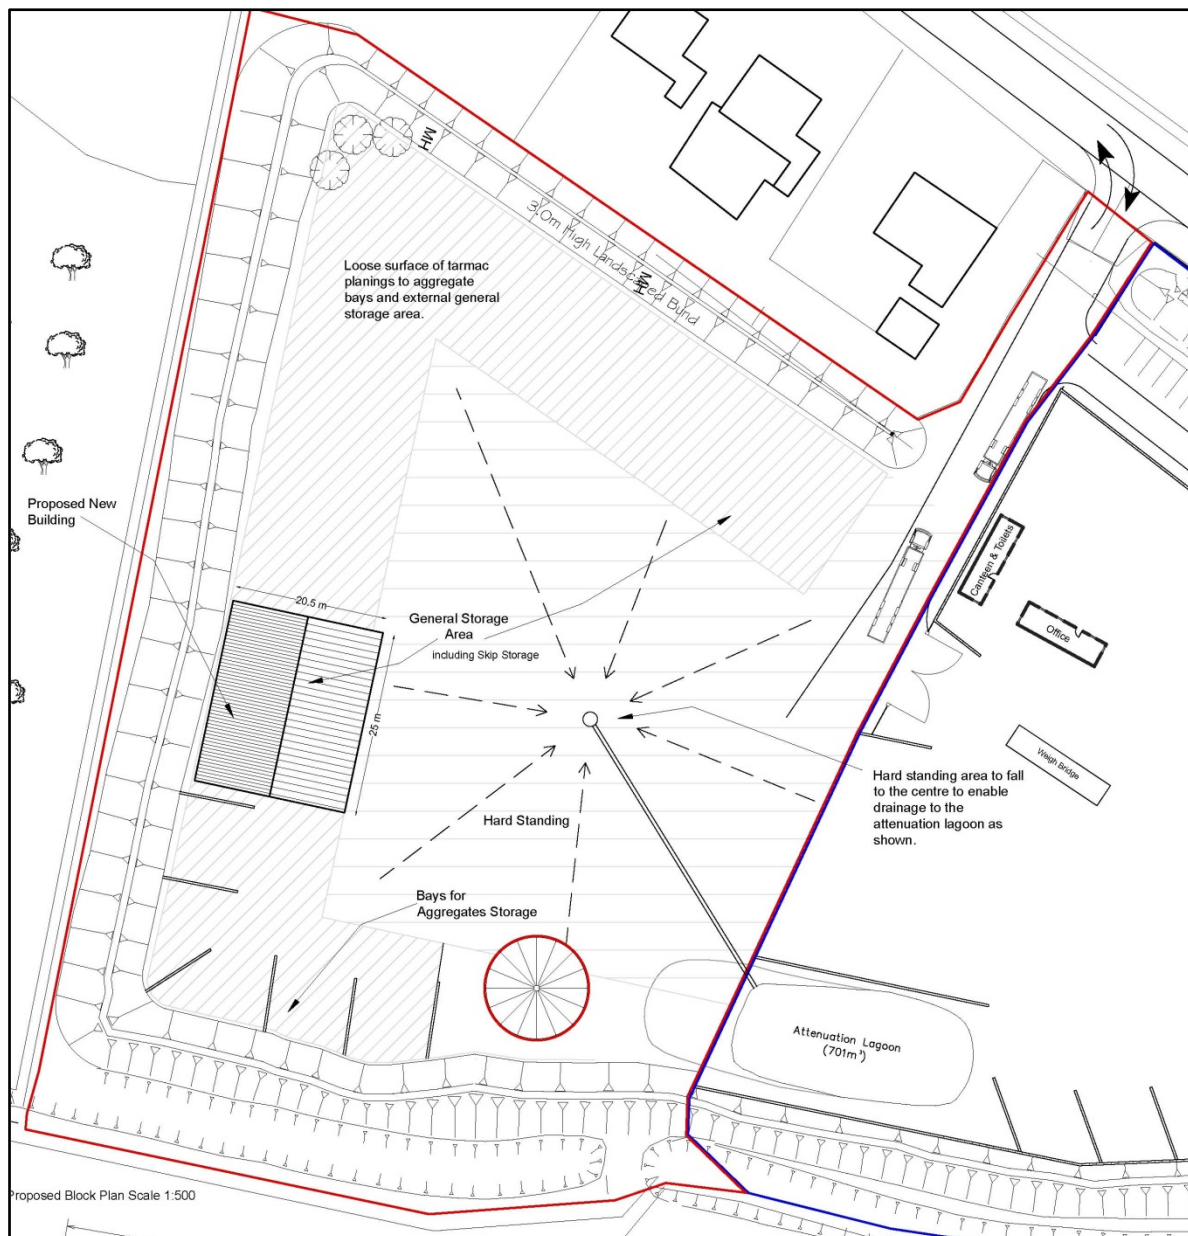 MH
3.0m High Landscaped Bund
MH
Loose surface of tarmac
planings to aggregate
bays and external general
storage area.
Proposed New
Building
Canteen & Toilets
20.5 m
General Storage
Area
including Skip Storage
Office
25 m
Weigh Bridge
Hard standing area to fall
to the centre to enable
drainage to the
attenuation lagoon as
shown.
Hard Standing
Bays for
Aggregates Storage
Attenuation Lagoon
(701m³)
Proposed Block Plan Scale 1:500